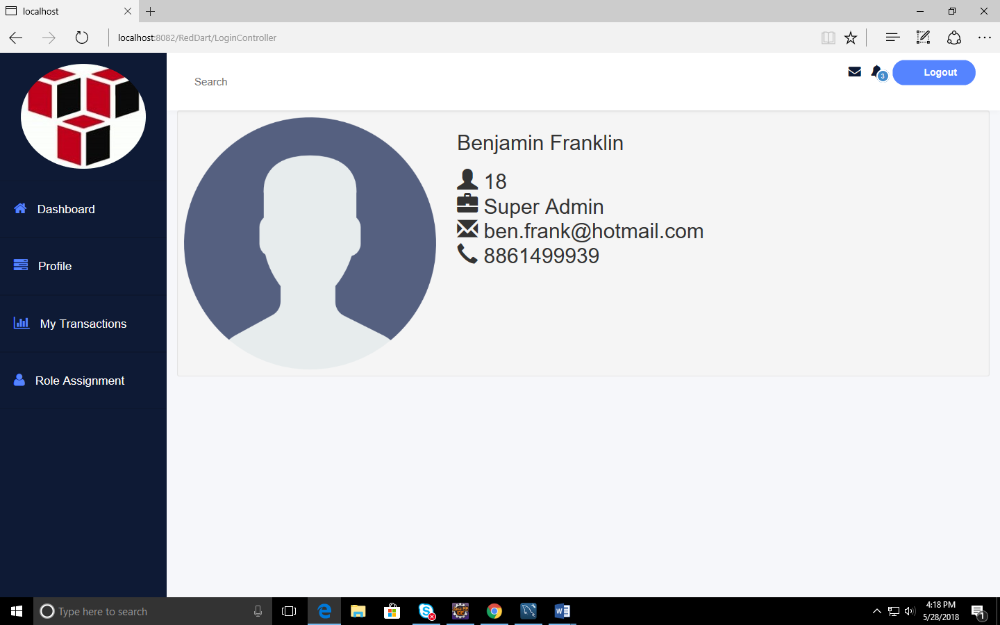 localhost
localhost:8082/RedDart/LoginController
Search
3
Logout
Benjamin Franklin
18
Super Admin
ben.frank@hotmail.com
8861499939
Dashboard
Profile
My Transactions
Role Assignment
Type here to search
4:18 PM
5/28/2018
1